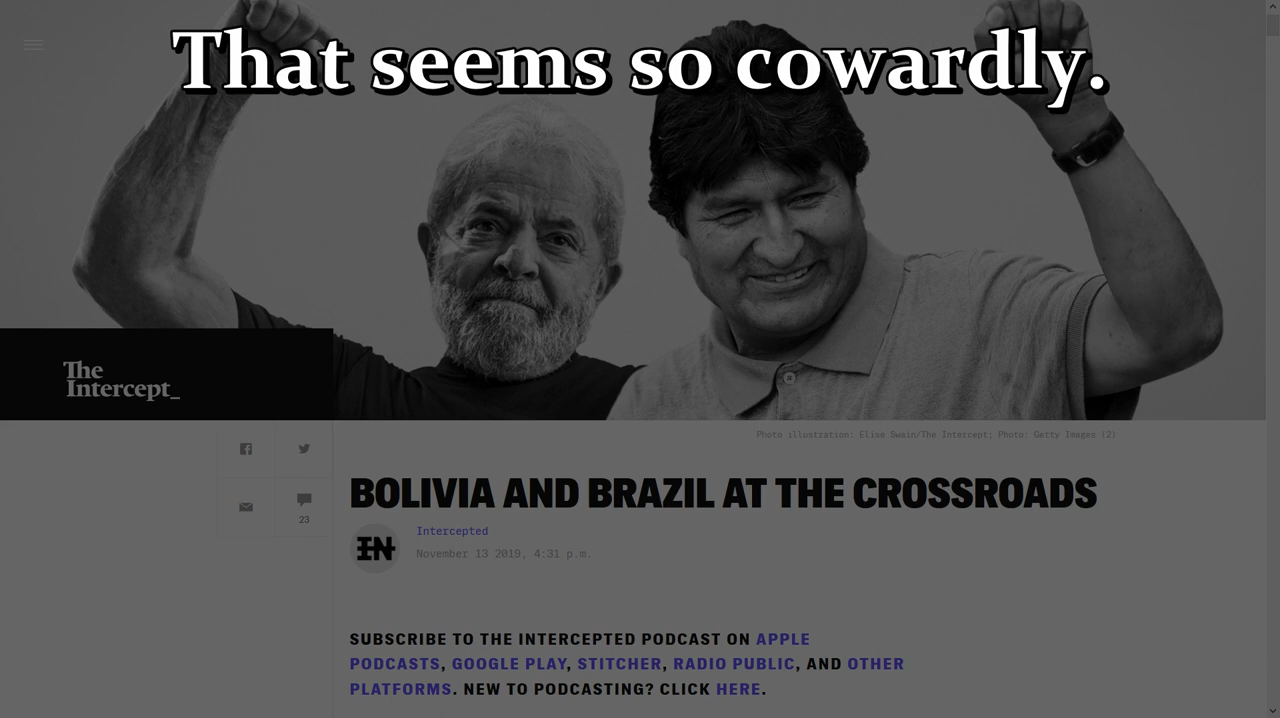 That seems so cowardly.
The
Intercept_
Photo illustration: Elise Swain/The Intercept; Photo: Getty Images (2)
BOLIVIA AND BRAZIL AT THE CROSSROADS
23
IN
Intercepted
November 13 2019, 4:31 p.m.
SUBSCRIBE TO THE INTERCEPTED PODCAST ON APPLE
PODCASTS, GOOGLE PLAY, STITCHER, RADIO PUBLIC, AND OTHER
PLATFORMS. NEW TO PODCASTING? CLICK HERE.